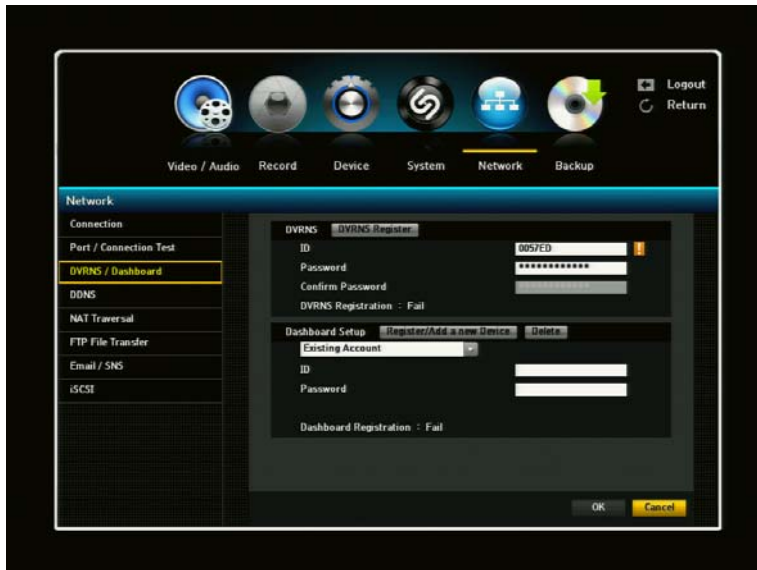 Logout
Return
Video / Audio Record Device System Network Backup
Network
Connection
Port / Connection Test
DVRNS / Dashboard
DDNS
NAT Traversal
FTP File Transfer
Email / SNS
iSCSI
DVRNS DVRNS Register
ID 0057ED !
Password ************
Confirm Password ************
DVRNS Registration : Fail
Dashboard Setup Register/Add a new Device Delete
Existing Account
ID
Password
Dashboard Registration : Fail
OK Cancel